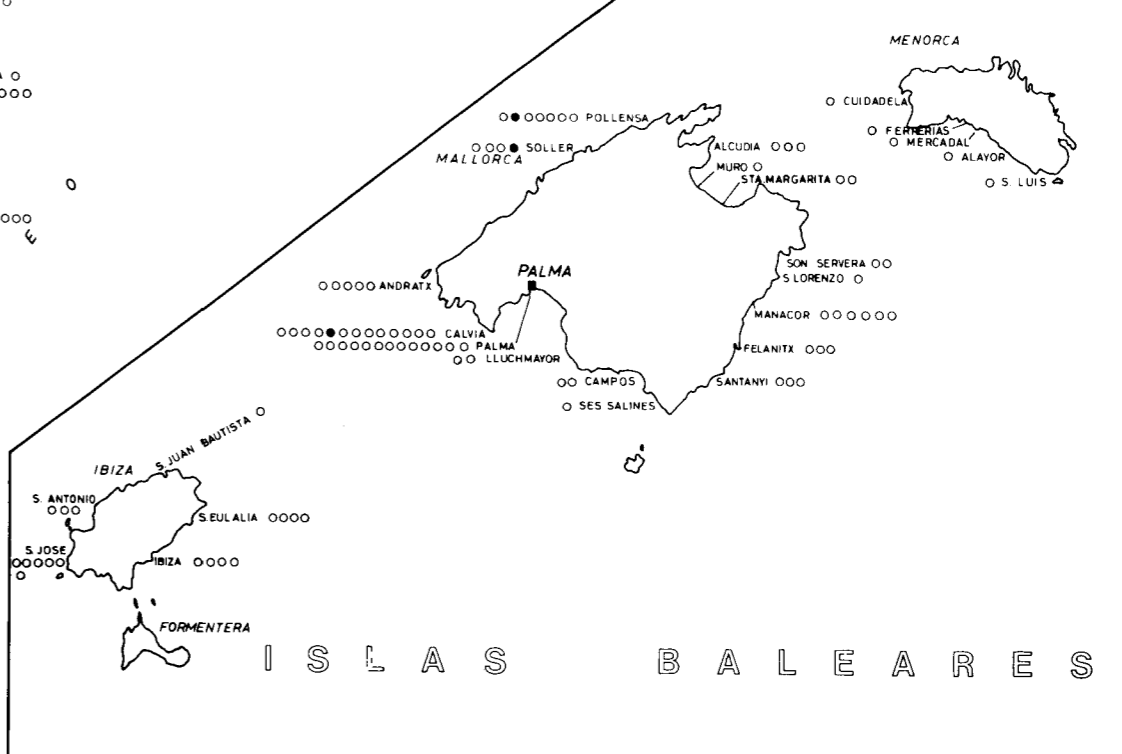 MENORCA
CUIDADELA
FERRERIAS
MERCADAL
ALAYOR
S. LUIS
POLLENSA
SOLLER
MALLORCA
ALCUDIA
MURO
STA. MARGARITA
SON SERVERA
S LORENZO
PALMA
ANDRATX
MANACOR
CALVIA
PALMA
LLUCHMAYOR
FELANITX
CAMPOS
SANTANYI
SES SALINES
S. JUAN BAUTISTA
IBIZA
S. ANTONIO
S. EULALIA
S. JOSE
IBIZA
FORMENTERA
ISLAS BALEARES